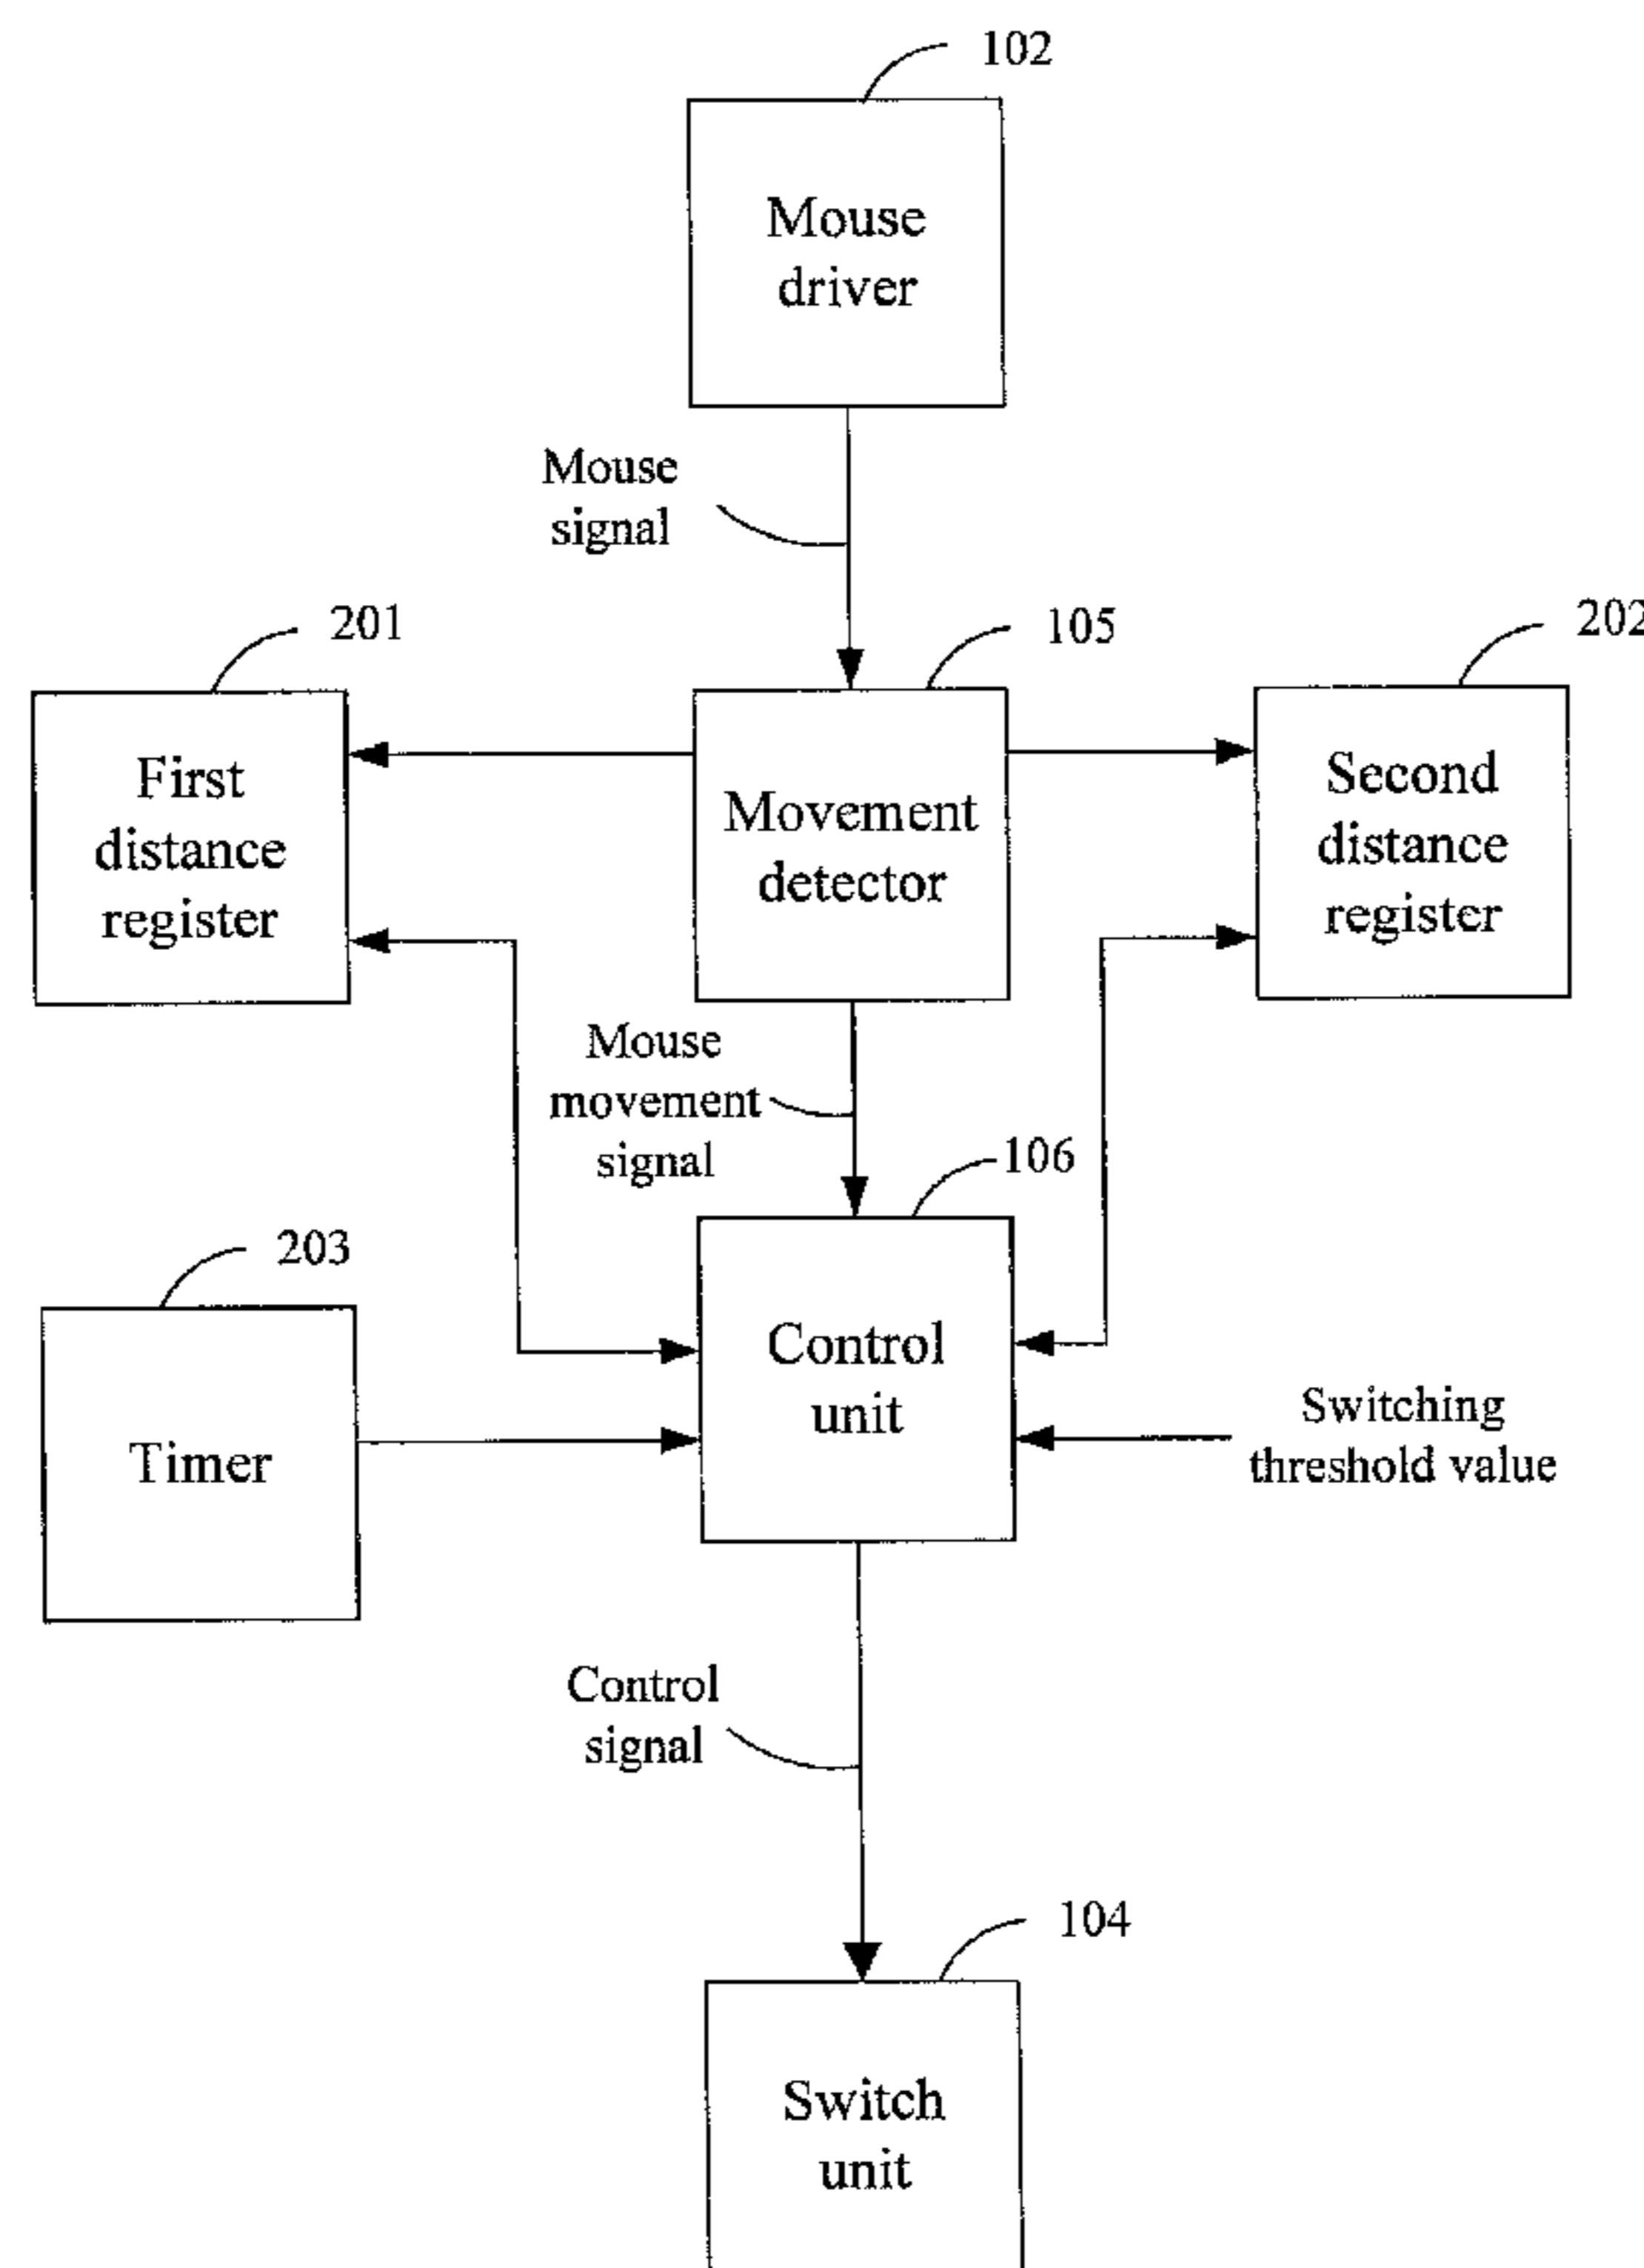 102
Mouse
driver
Mouse
signal
201
105
202
First
distance
register
Movement
detector
Second
distance
register
Mouse
movement
signal
106
203
Control
unit
Timer
Switching
threshold value
Control
signal
104
Switch
unit